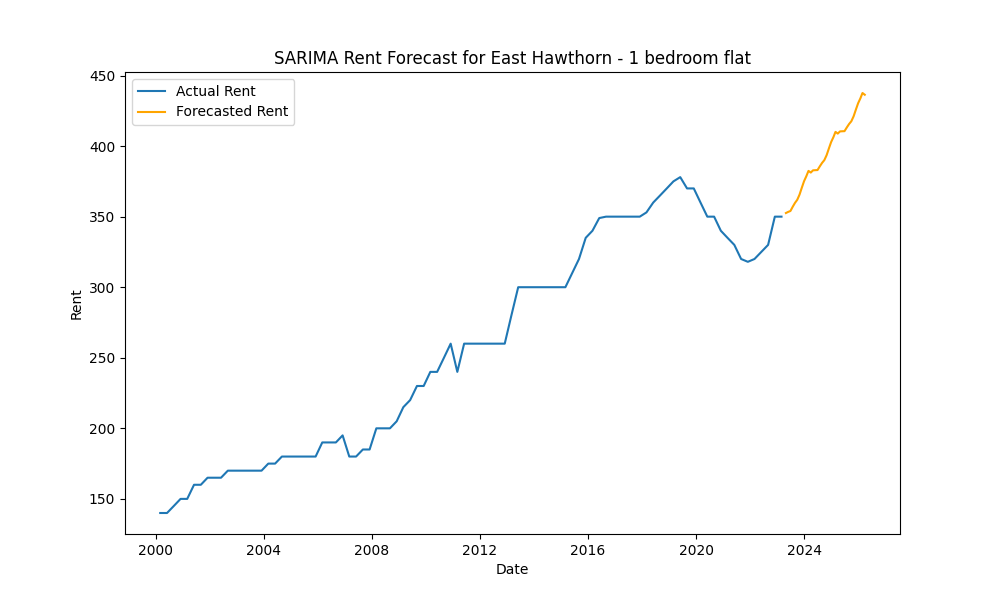 SARIMA Rent Forecast for East Hawthorn - 1 bedroom flat
Actual Rent
Forecasted Rent
450
400
350
300
250
200
150
Rent
2000 2004 2008 2012 2016 2020 2024
Date